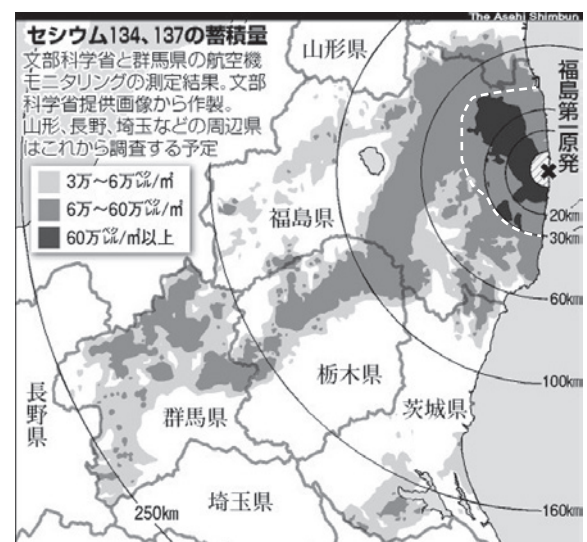 The Asahi Shimbun
セシウム134、137の蓄積量
文部科学省と群馬県の航空機
モニタリングの測定結果。文部
科学省提供画像から作製。
山形、長野、埼玉などの周辺県
はこれから調査する予定
3万〜6万ベクレル/㎡
6万〜60万ベクレル/㎡
60万ベクレル/㎡以上
山形県
福島第一原発
福島県
20km
30km
60km
栃木県
100km
茨城県
群馬県
長野県
埼玉県
160km
250km